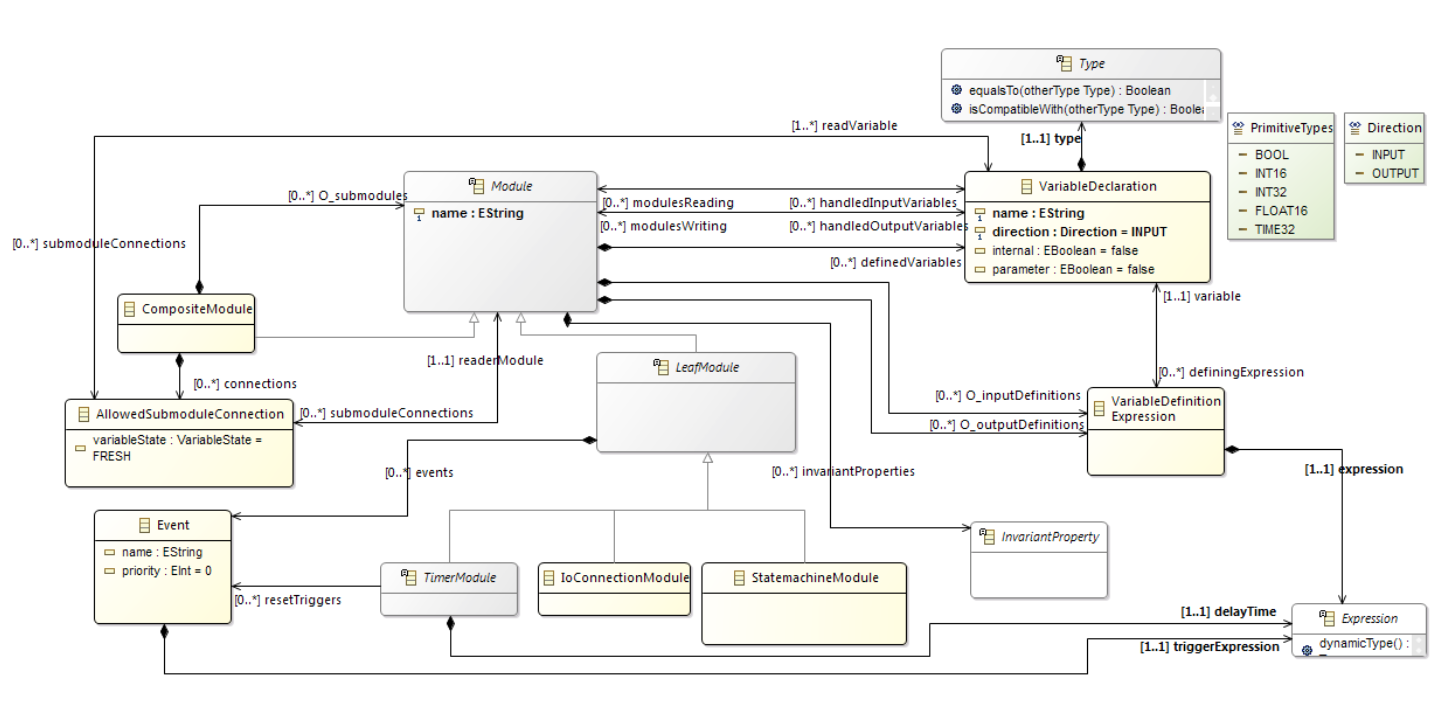 Type
equalsTo(otherType Type) : Boolean
isCompatibleWith(otherType Type) : Boolea
[1..1] type
PrimitiveTypes
BOOL
INT16
INT32
FLOAT16
TIME32
Direction
INPUT
OUTPUT
[1..*] readVariable
Module
name : EString
[0..*] O_submodules
[0..*] submoduleConnections
[0..*] modulesReading
[0..*] handledInputVariables
[0..*] modulesWriting
[0..*] handledOutputVariables
[0..*] definedVariables
VariableDeclaration
name : EString
direction : Direction = INPUT
internal : EBoolean = false
parameter : EBoolean = false
[1..1] variable
CompositeModule
[0..*] connections
[1..1] readerModule
LeafModule
[0..*] definingExpression
AllowedSubmoduleConnection
variableState : VariableState =
FRESH
[0..*] submoduleConnections
[0..*] O_inputDefinitions
[0..*] O_outputDefinitions
VariableDefinition
Expression
[0..*] events
[0..*] invariantProperties
[1..1] expression
Event
name : EString
priority : EInt = 0
InvariantProperty
[0..*] resetTriggers
TimerModule
IoConnectionModule
StatemachineModule
[1..1] delayTime
[1..1] triggerExpression
Expression
dynamicType() :